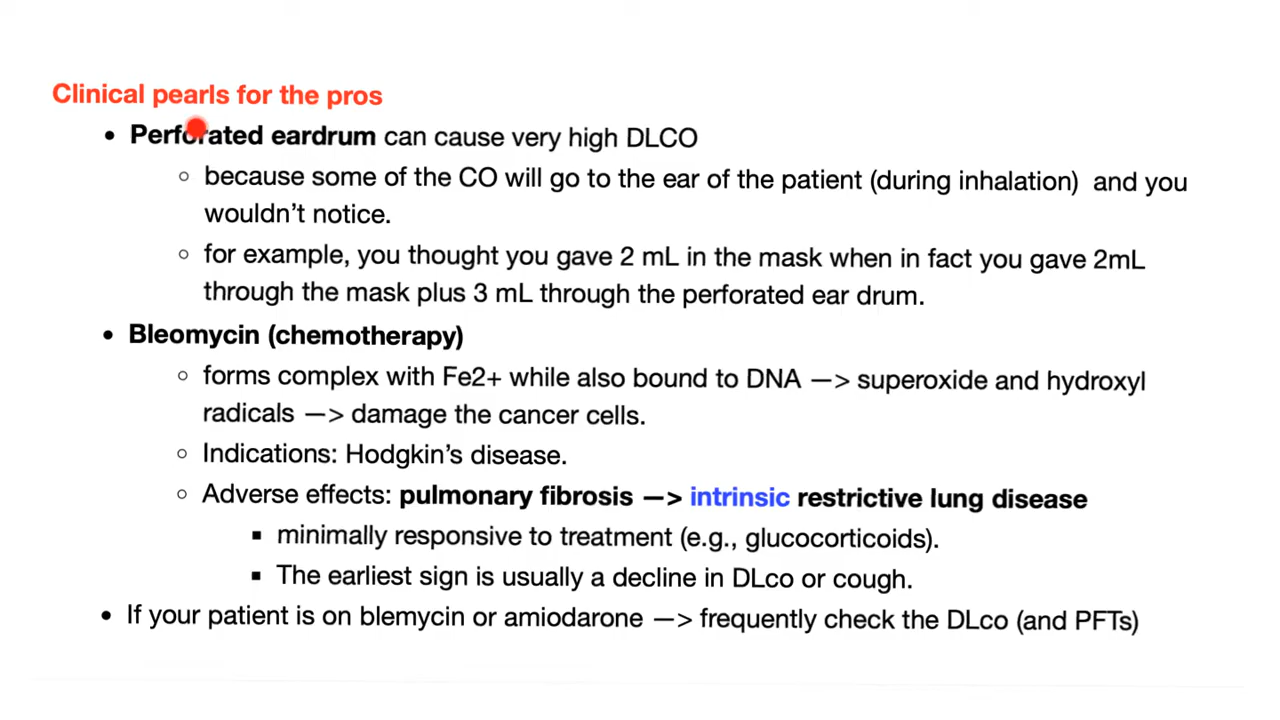 Clinical pearls for the pros
• Perforated eardrum can cause very high DLCO
◦ because some of the CO will go to the ear of the patient (during inhalation) and you
wouldn't notice.
◦ for example, you thought you gave 2 mL in the mask when in fact you gave 2mL
through the mask plus 3 mL through the perforated ear drum.
• Bleomycin (chemotherapy)
◦ forms complex with Fe2+ while also bound to DNA —> superoxide and hydroxyl
radicals —> damage the cancer cells.
◦ Indications: Hodgkin's disease.
◦ Adverse effects: pulmonary fibrosis —> intrinsic restrictive lung disease
▪ minimally responsive to treatment (e.g., glucocorticoids).
▪ The earliest sign is usually a decline in DLco or cough.
• If your patient is on blemycin or amiodarone —> frequently check the DLco (and PFTs)